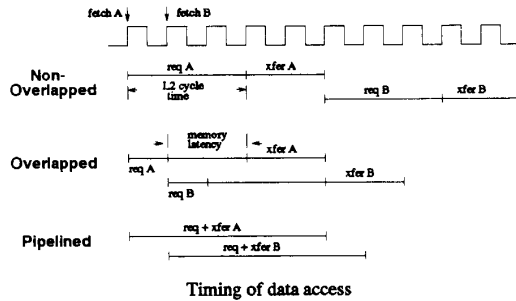 fetch A
fetch B
Non-
Overlapped
req A
xfer A
L2 cycle
time
req B
xfer B
memory
latency
Overlapped
req A
xfer A
req B
xfer B
Pipelined
req + xfer A
req + xfer B
Timing of data access